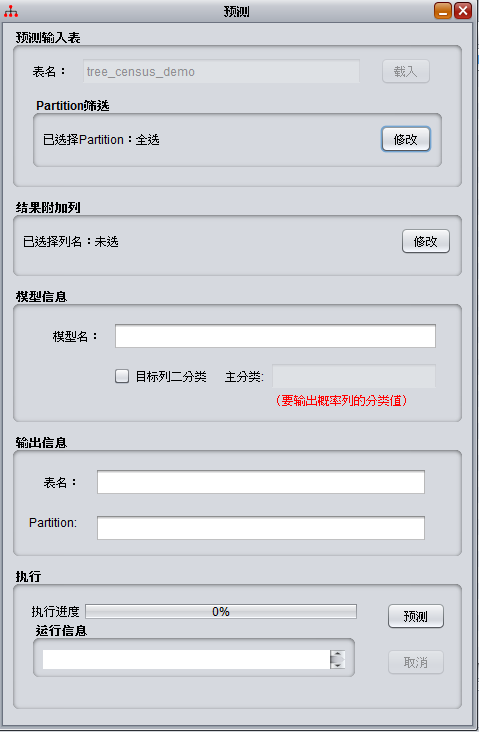 预测
预测输入表
表名： tree_census_demo 载入
Partition筛选
已选择Partition：全选 修改
结果附加列
已选择列名：未选 修改
模型信息
模型名：
目标列二分类 主分类:
（要输出概率列的分类值）
输出信息
表名：
Partition:
执行
执行进度 0% 预测
运行信息
取消